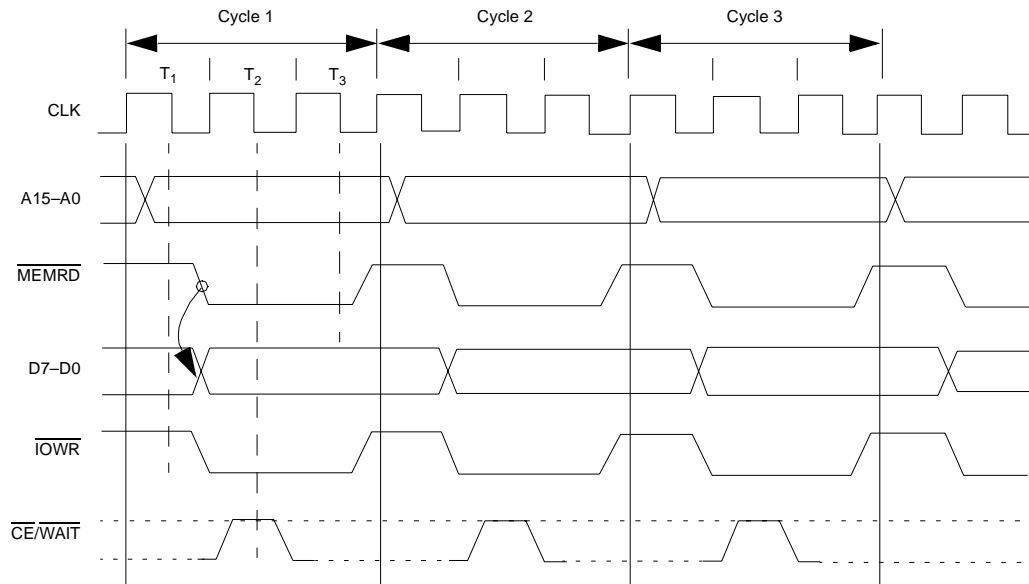 Cycle 1 Cycle 2 Cycle 3
T1 T2 T3
CLK
A15–A0
MEMRD
D7–D0
IOWR
CE/WAIT